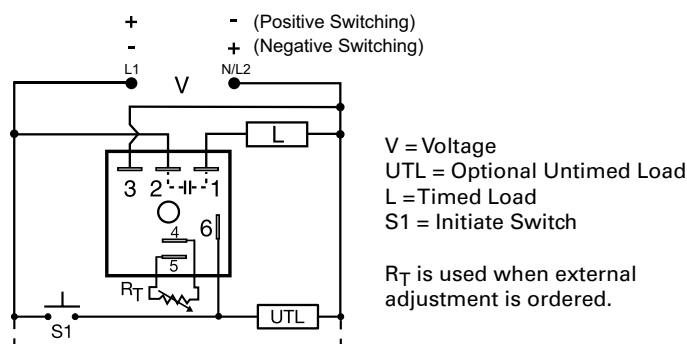 + - (Positive Switching)
- + (Negative Switching)
L1 V N/L2
L
3 2 1
6
4
5
RT
S1
UTL
V = Voltage
UTL = Optional Untimed Load
L = Timed Load
S1 = Initiate Switch
RT is used when external
adjustment is ordered.